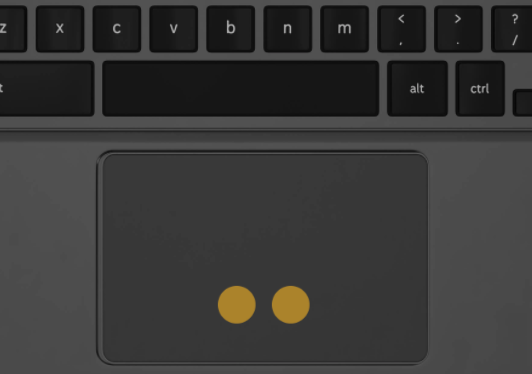 z x c v b n m < > ?
, . /
t alt ctrl